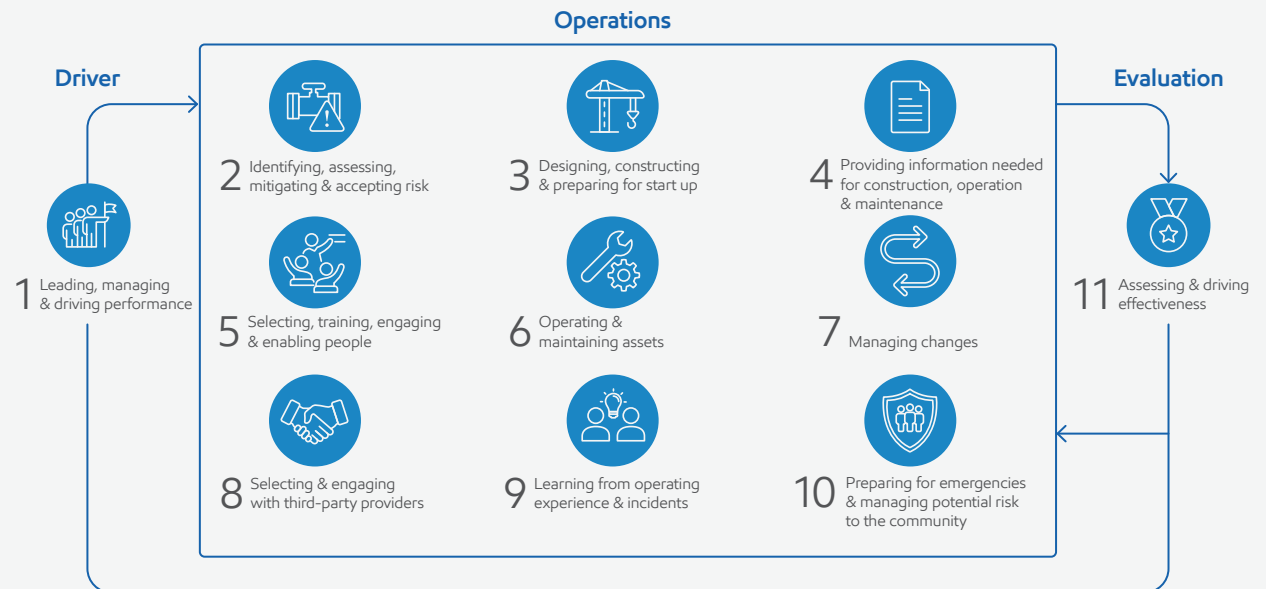 Operations
Driver
Evaluation
1 Leading, managing
& driving performance
2 Identifying, assessing,
mitigating & accepting risk
3 Designing, constructing
& preparing for start up
4 Providing information needed
for construction, operation
& maintenance
5 Selecting, training, engaging
& enabling people
6 Operating &
maintaining assets
7 Managing changes
8 Selecting & engaging
with third-party providers
9 Learning from operating
experience & incidents
10 Preparing for emergencies
& managing potential risk
to the community
11 Assessing & driving
effectiveness